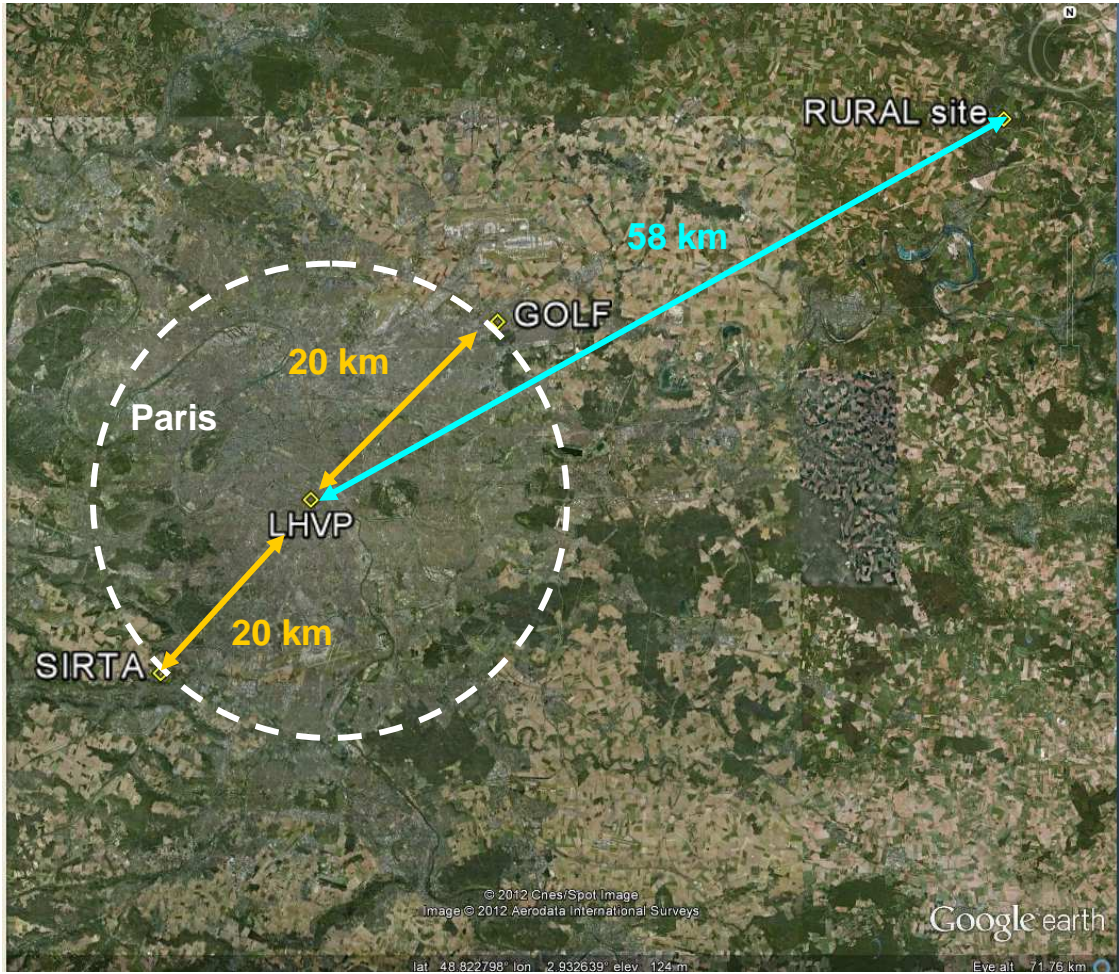 N
RURAL site
58 km
GOLF
20 km
Paris
LHVP
20 km
SIRTA
© 2012 Cnes/Spot Image
Image © 2012 Aerodata International Surveys
Google earth
lat 48.822798° lon 2.932639° elev 124 m
Eye alt 71.76 km